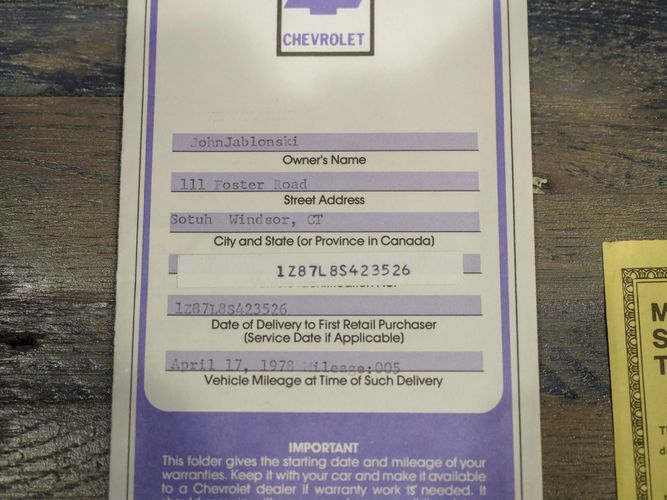 CHEVROLET
JohnJablonski
Owner's Name
111 Foster Road
Street Address
Sotuh Windsor, CT
City and State (or Province in Canada)
1Z87L8S423526
1Z87L8S423526
Date of Delivery to First Retail Purchaser
(Service Date if Applicable)
April 17, 1978 Mileage:005
Vehicle Mileage at Time of Such Delivery
IMPORTANT
This folder gives the starting date and mileage of your
warranties. Keep it with your car and make it available
to a Chevrolet dealer if warranty work is needed. It
M
S
T